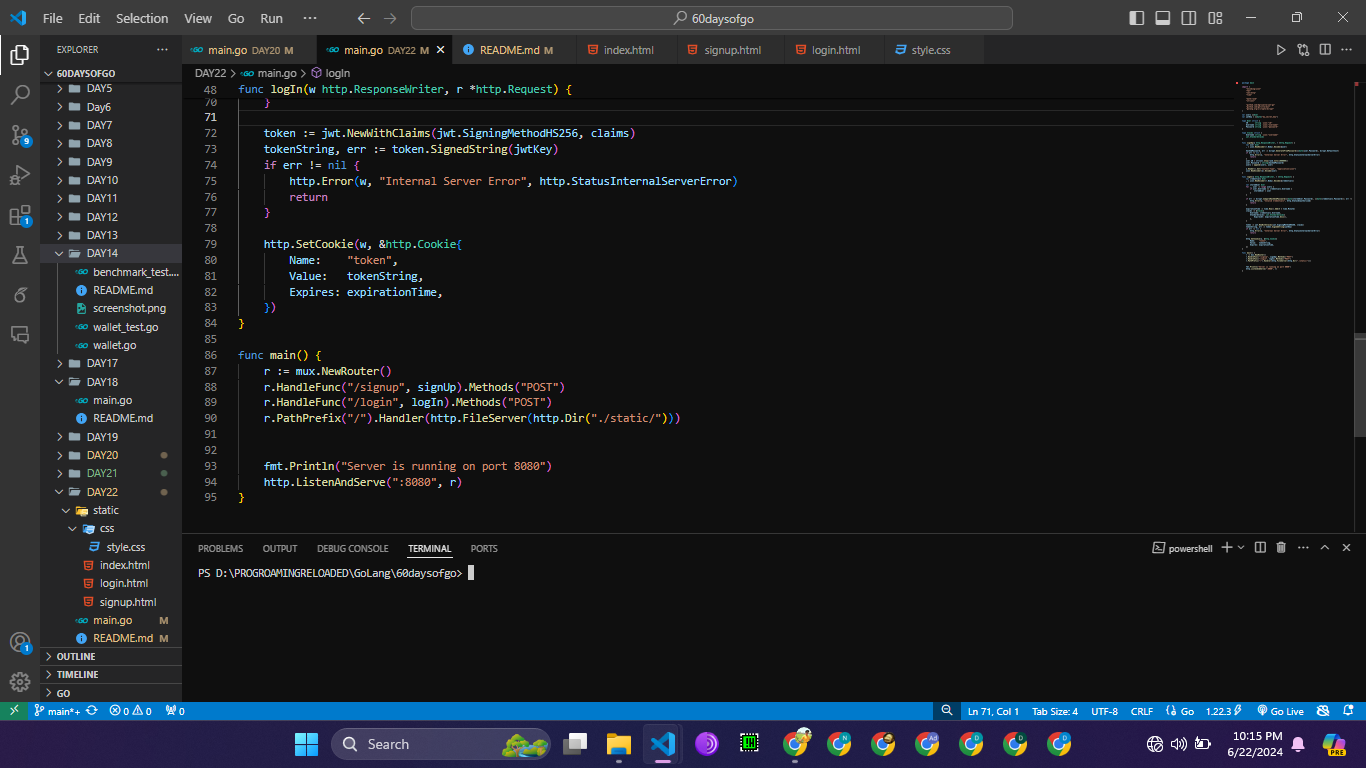 File Edit Selection View Go Run ··· 60daysofgo
EXPLORER ···
main.go DAY20 M
main.go DAY22 M
README.md M
index.html
signup.html
login.html
style.css
60DAYSOFGO
DAY5
Day6
DAY7
DAY8
DAY9
DAY10
DAY11
DAY12
DAY13
DAY14
benchmark_test....
README.md
screenshot.png
wallet_test.go
wallet.go
DAY17
DAY18
main.go
README.md
DAY19
DAY20
DAY21
DAY22
static
css
style.css
index.html
login.html
signup.html
main.go M
README.md M
OUTLINE
TIMELINE
GO
9
1
1
DAY22 > main.go > logIn
48 func logIn(w http.ResponseWriter, r *http.Request) {
70 }
71
72 token := jwt.NewWithClaims(jwt.SigningMethodHS256, claims)
73 tokenString, err := token.SignedString(jwtKey)
74 if err != nil {
75 http.Error(w, "Internal Server Error", http.StatusInternalServerError)
76 return
77 }
78
79 http.SetCookie(w, &http.Cookie{
80 Name: "token",
81 Value: tokenString,
82 Expires: expirationTime,
83 })
84 }
85
86 func main() {
87 r := mux.NewRouter()
88 r.HandleFunc("/signup", signUp).Methods("POST")
89 r.HandleFunc("/login", logIn).Methods("POST")
90 r.PathPrefix("/").Handler(http.FileServer(http.Dir("./static/")))
91
92
93 fmt.Println("Server is running on port 8080")
94 http.ListenAndServe(":8080", r)
95 }
PROBLEMS OUTPUT DEBUG CONSOLE TERMINAL PORTS powershell
PS D:\PROGROAMINGRELOADED\GoLang\60daysofgo>
main*+ 0 0 0 Ln 71, Col 1 Tab Size: 4 UTF-8 CRLF Go 1.22.3 Go Live
Search
10:15 PM
6/22/2024
PRE